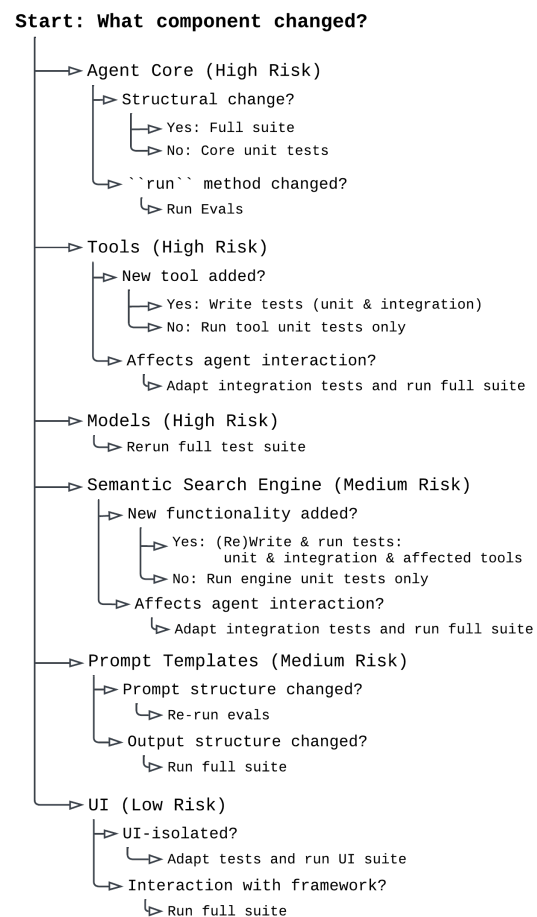 Start: What component changed?
Agent Core (High Risk)
Structural change?
Yes: Full suite
No: Core unit tests
``run`` method changed?
Run Evals
Tools (High Risk)
New tool added?
Yes: Write tests (unit & integration)
No: Run tool unit tests only
Affects agent interaction?
Adapt integration tests and run full suite
Models (High Risk)
Rerun full test suite
Semantic Search Engine (Medium Risk)
New functionality added?
Yes: (Re)Write & run tests:
unit & integration & affected tools
No: Run engine unit tests only
Affects agent interaction?
Adapt integration tests and run full suite
Prompt Templates (Medium Risk)
Prompt structure changed?
Re-run evals
Output structure changed?
Run full suite
UI (Low Risk)
UI-isolated?
Adapt tests and run UI suite
Interaction with framework?
Run full suite